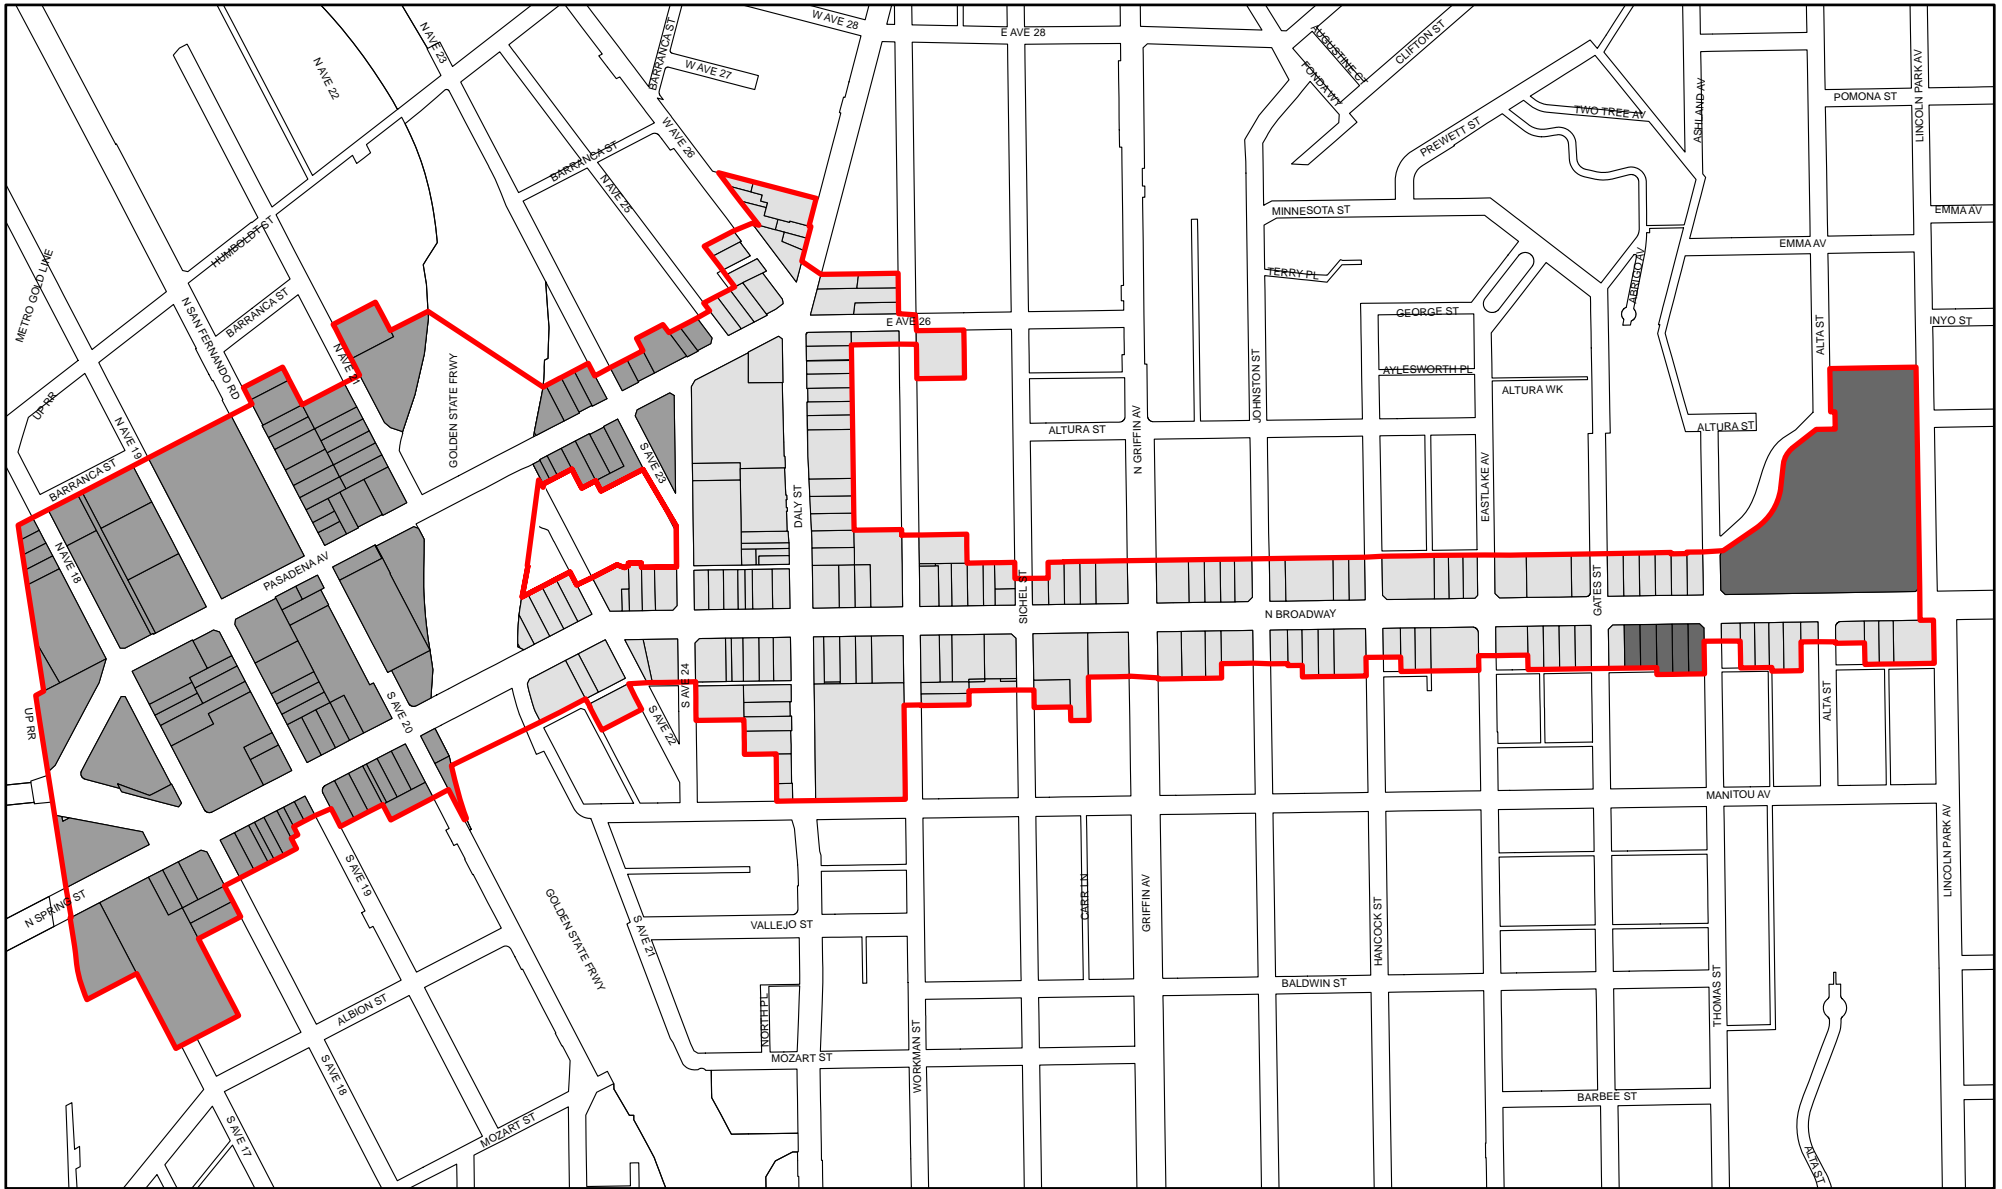 W AVE 28
E AVE 28
N AVE 23
BARRANCA ST
AUGUSTINE CT
CLIFTON ST
N AVE 22
W AVE 27
FONDA WY
LINCOLN PARK AV
POMONA ST
TWO TREE AV
ASHLAND AV
W AVE 26
PREWETT ST
BARRANCA ST
N AVE 25
MINNESOTA ST
EMMA AV
HUMBOLDT ST
EMMA AV
METRO GOLD LINE
TERRY PL
ABRIGO AV
BARRANCA ST
N SAN FERNANDO RD
GEORGE ST
E AVE 26
INYO ST
ALTA ST
N AVE 21
JOHNSTON ST
AYLESWORTH PL
ALTURA WK
UP RR
GOLDEN STATE FRWY
N AVE 19
ALTURA ST
N GRIFFIN AV
ALTURA ST
BARRANCA ST
S AVE 23
EASTLAKE AV
DALY ST
N AVE 18
PASADENA AV
SICHEL ST
GATES ST
N BROADWAY
S AVE 24
ALTA ST
UP RR
S AVE 20
S AVE 22
MANITOU AV
LINCOLN PARK AV
S AVE 19
N SPRING ST
GOLDEN STATE FRWY
CARR LN
GRIFFIN AV
HANCOCK ST
S AVE 21
VALLEJO ST
BALDWIN ST
THOMAS ST
ALBION ST
NORTH PL
WORKMAN ST
MOZART ST
S AVE 18
BARBEE ST
S AVE 17
MOZART ST
ALTA ST